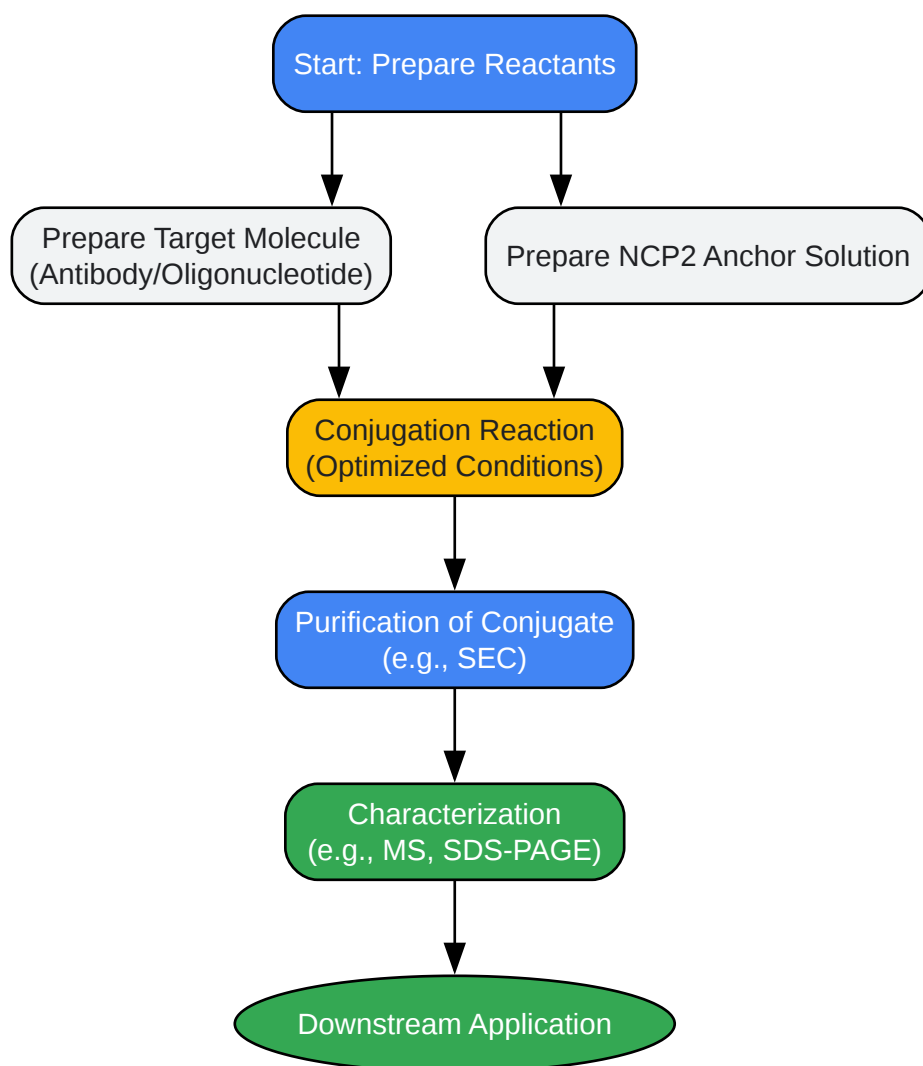 Start: Prepare Reactants
Prepare Target Molecule
(Antibody/Oligonucleotide)
Prepare NCP2 Anchor Solution
Conjugation Reaction
(Optimized Conditions)
Purification of Conjugate
(e.g., SEC)
Characterization
(e.g., MS, SDS-PAGE)
Downstream Application